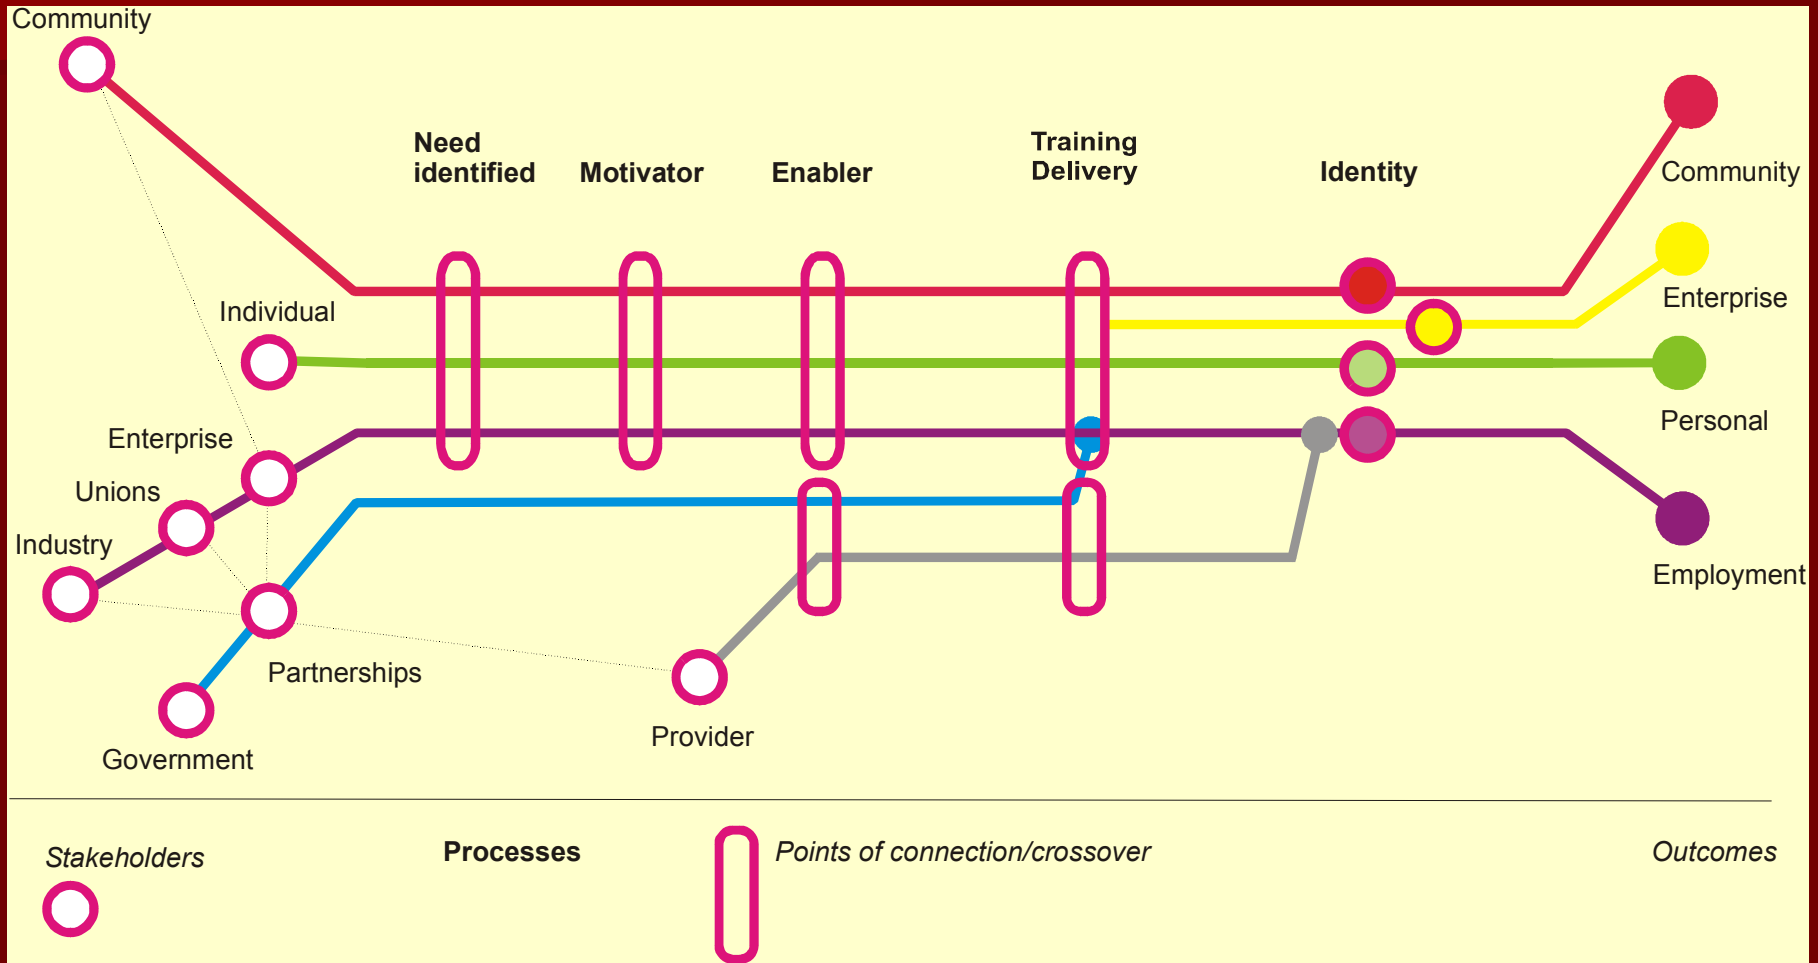 Community
Need
identified
Motivator
Enabler
Training
Delivery
Identity
Community
Individual
Enterprise
Enterprise
Personal
Unions
Industry
Employment
Partnerships
Provider
Government
Stakeholders
Processes
Points of connection/crossover
Outcomes